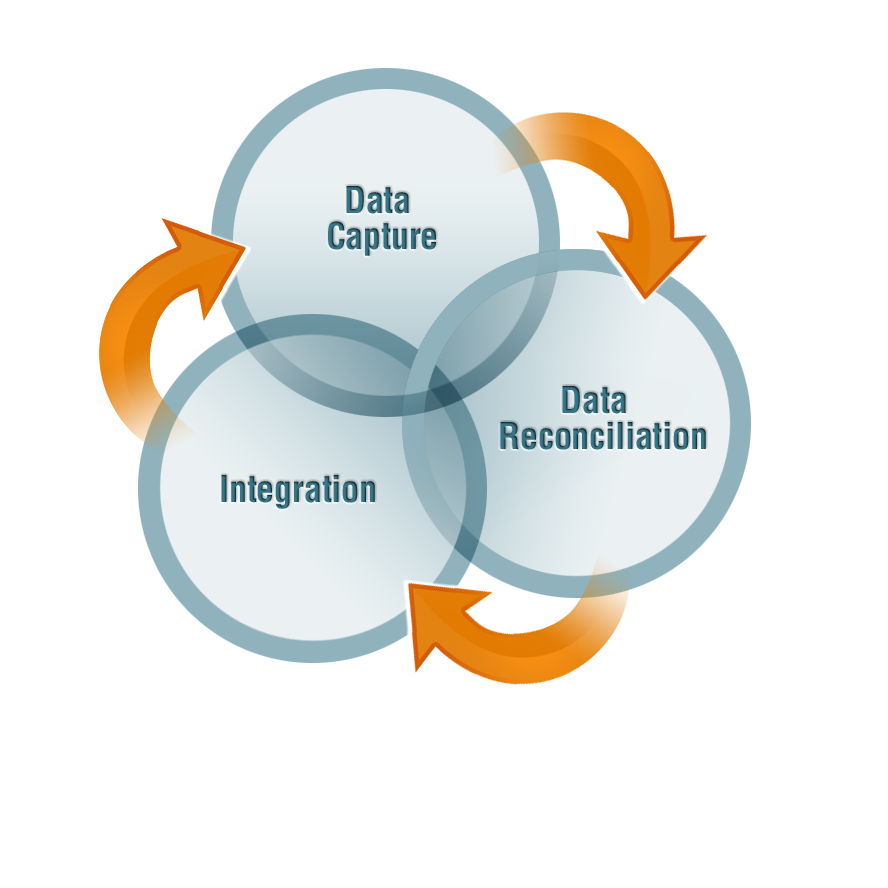 Data
Capture
Data
Reconciliation
Integration